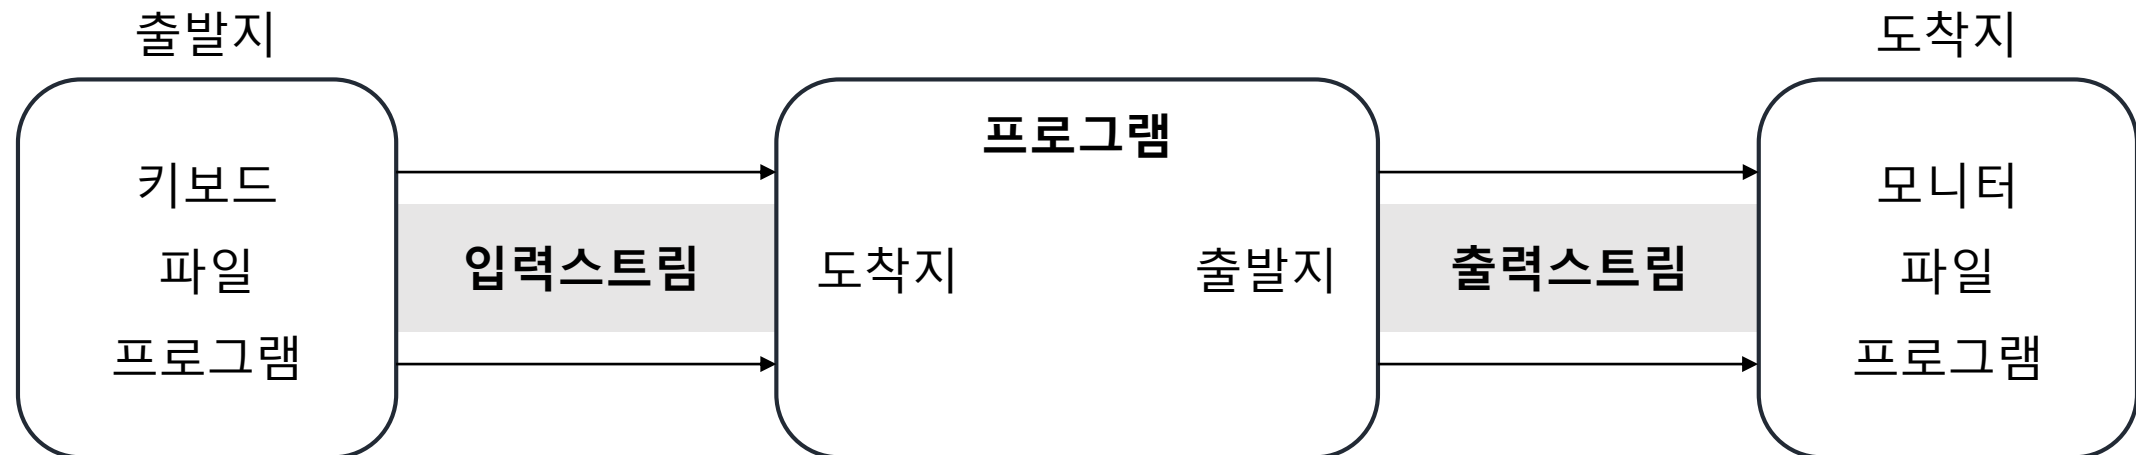 출발지
도착지
프로그램
키보드
모니터
파일
입력스트림
도착지
출발지
출력스트림
파일
프로그램
프로그램